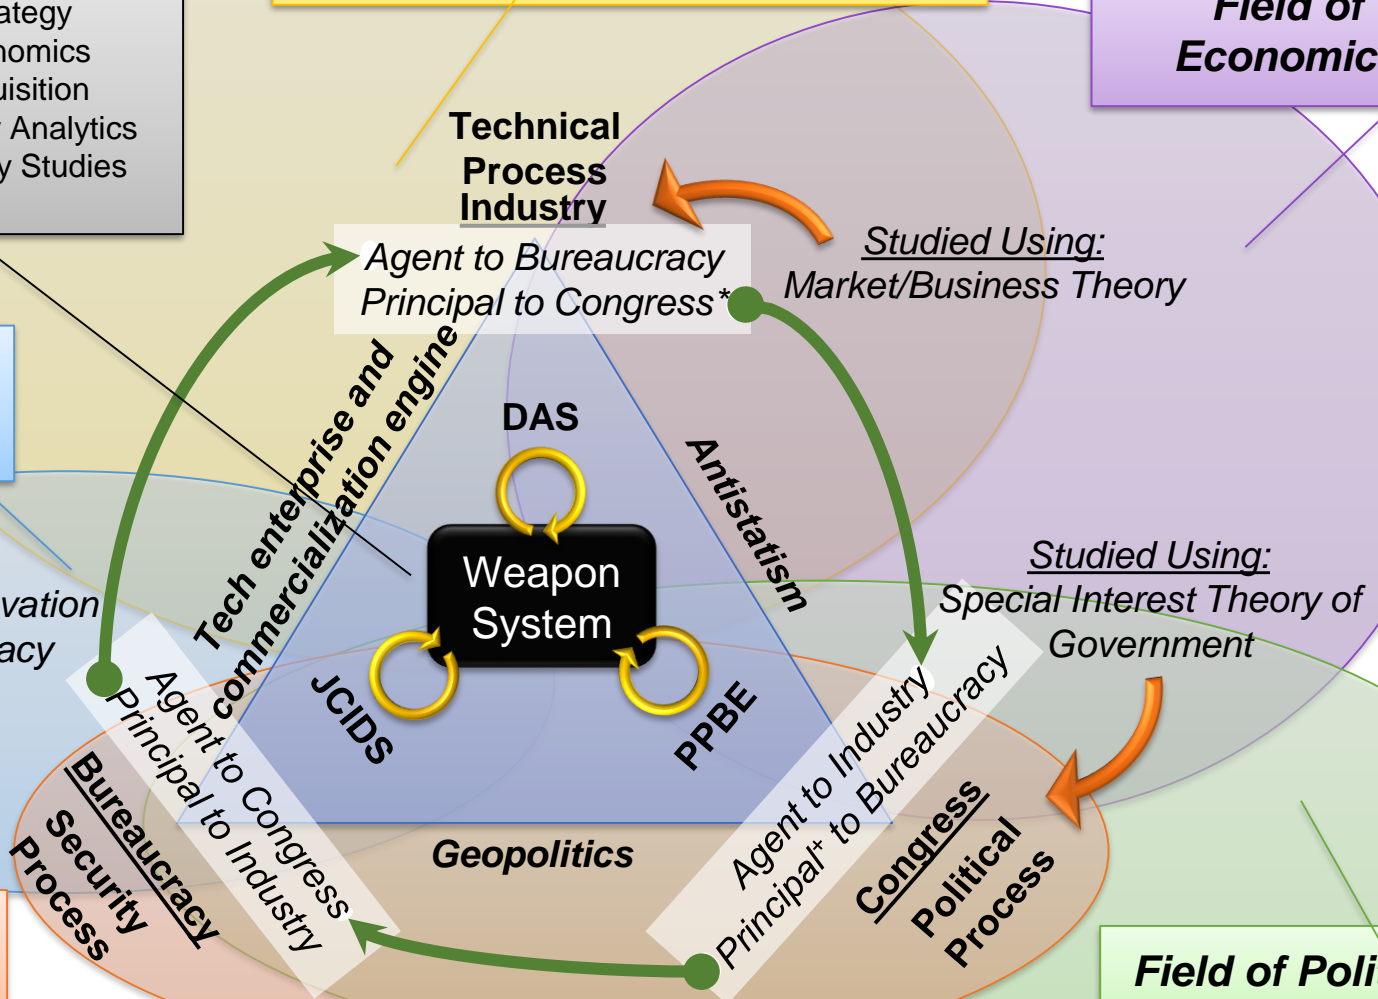 ategy
nomics
uisition
Analytics
y Studies
Field of
Economic
Technical
Process
Industry
Agent to Bureaucracy
Principal to Congress*
Studied Using:
Market/Business Theory
Tech enterprise and
commercialization engine
DAS
Antistatism
Weapon
System
JCIDS
PPBE
Studied Using:
Special Interest Theory of
Government
vation
acy
Agent to Congress
Principal to Industry
Bureaucracy
Security
Process
Geopolitics
Agent to Industry
Principal⁺ to Bureaucracy
Congress
Political
Process
Field of Polit